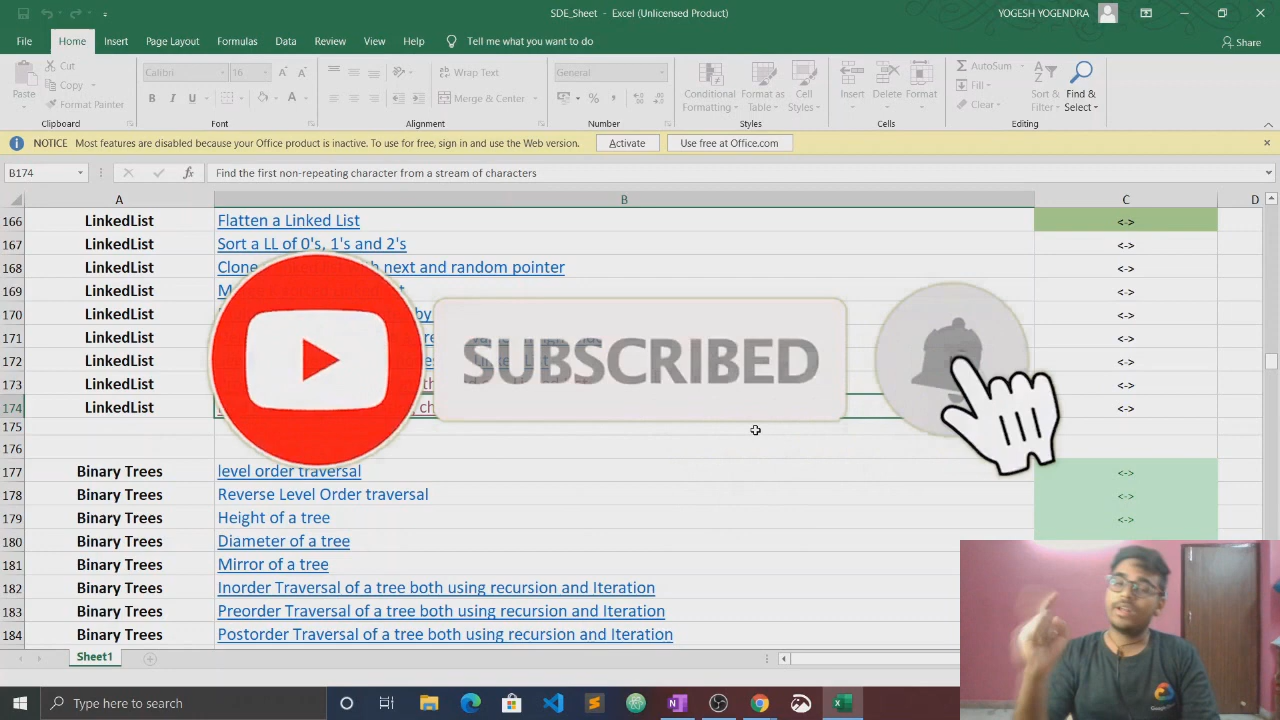 SDE_Sheet - Excel (Unlicensed Product)
YOGESH YOGENDRA
File Home Insert Page Layout Formulas Data Review View Help Tell me what you want to do Share
Cut
Copy
Format Painter
Paste
Clipboard
Calibri 16
B I U
Font
Wrap Text
Merge & Center
Alignment
General
Number
Conditional Formatting
Format as Table
Cell Styles
Styles
Insert Delete Format
Cells
AutoSum
Fill
Clear
Sort & Filter
Find & Select
Editing
NOTICE Most features are disabled because your Office product is inactive. To use for free, sign in and use the Web version. Activate Use free at Office.com
B174 fx Find the first non-repeating character from a stream of characters
A B C D
166 LinkedList Flatten a Linked List <->
167 LinkedList Sort a LL of 0's, 1's and 2's <->
168 LinkedList Clone next and random pointer <->
169 LinkedList <->
170 LinkedList <->
171 LinkedList <->
172 LinkedList <->
173 LinkedList <->
174 LinkedList <->
SUBSCRIBED
175
176
177 Binary Trees level order traversal <->
178 Binary Trees Reverse Level Order traversal <->
179 Binary Trees Height of a tree <->
180 Binary Trees Diameter of a tree
181 Binary Trees Mirror of a tree
182 Binary Trees Inorder Traversal of a tree both using recursion and Iteration
183 Binary Trees Preorder Traversal of a tree both using recursion and Iteration
184 Binary Trees Postorder Traversal of a tree both using recursion and Iteration
Sheet1
Type here to search